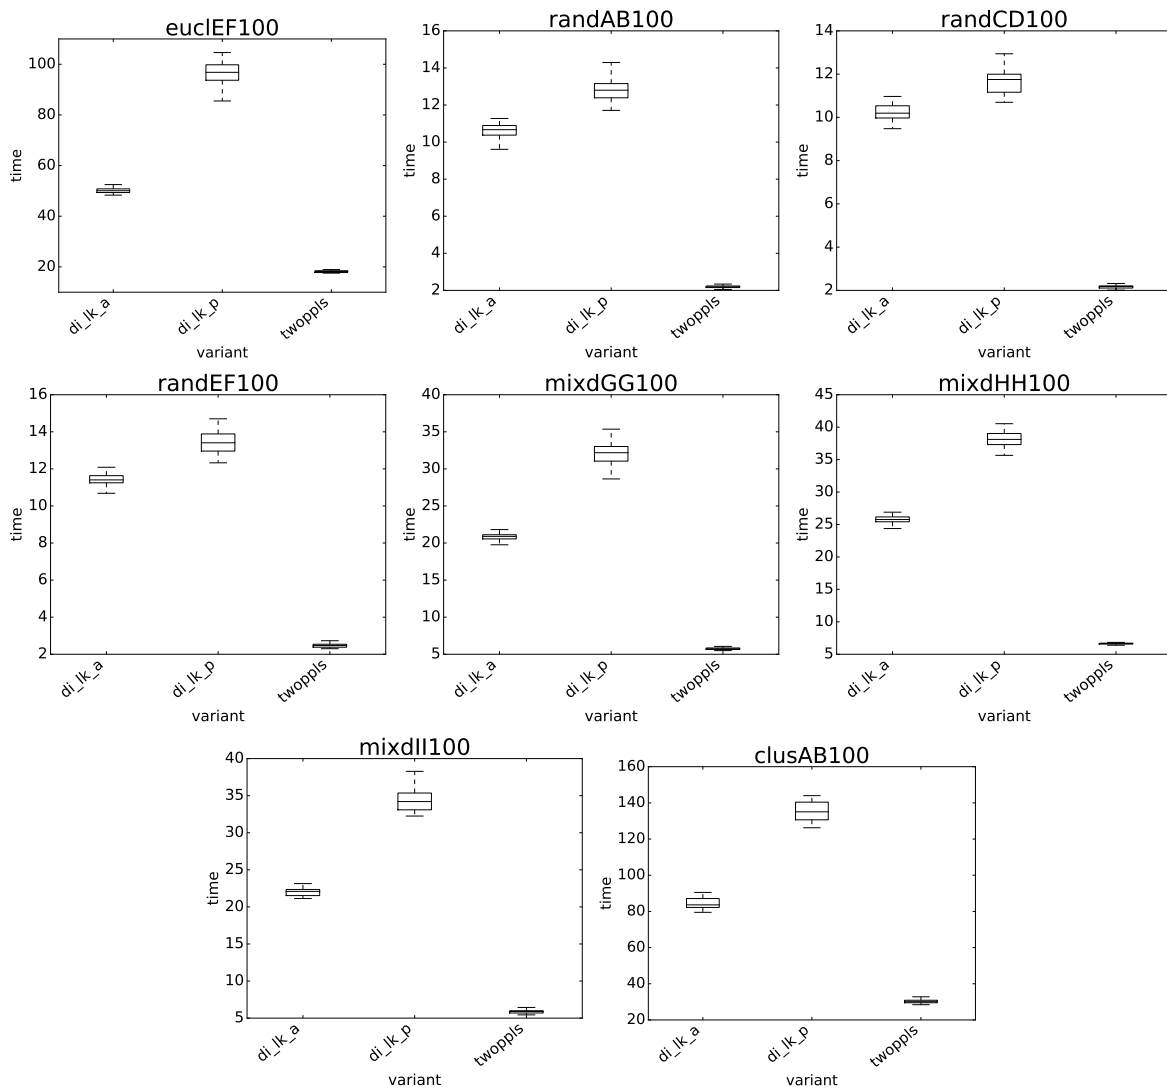 euclEF100
100
80
60
40
20
time
di_lk_a
di_lk_p
twoppls
variant
randAB100
16
14
12
10
8
6
4
2
time
di_lk_a
di_lk_p
twoppls
variant
randCD100
14
12
10
8
6
4
2
time
di_lk_a
di_lk_p
twoppls
variant
randEF100
16
14
12
10
8
6
4
2
time
di_lk_a
di_lk_p
twoppls
variant
mixdGG100
40
35
30
25
20
15
10
5
time
di_lk_a
di_lk_p
twoppls
variant
mixdHH100
45
40
35
30
25
20
15
10
5
time
di_lk_a
di_lk_p
twoppls
variant
mixdII100
40
35
30
25
20
15
10
5
time
di_lk_a
di_lk_p
twoppls
variant
clusAB100
160
140
120
100
80
60
40
20
time
di_lk_a
di_lk_p
twoppls
variant